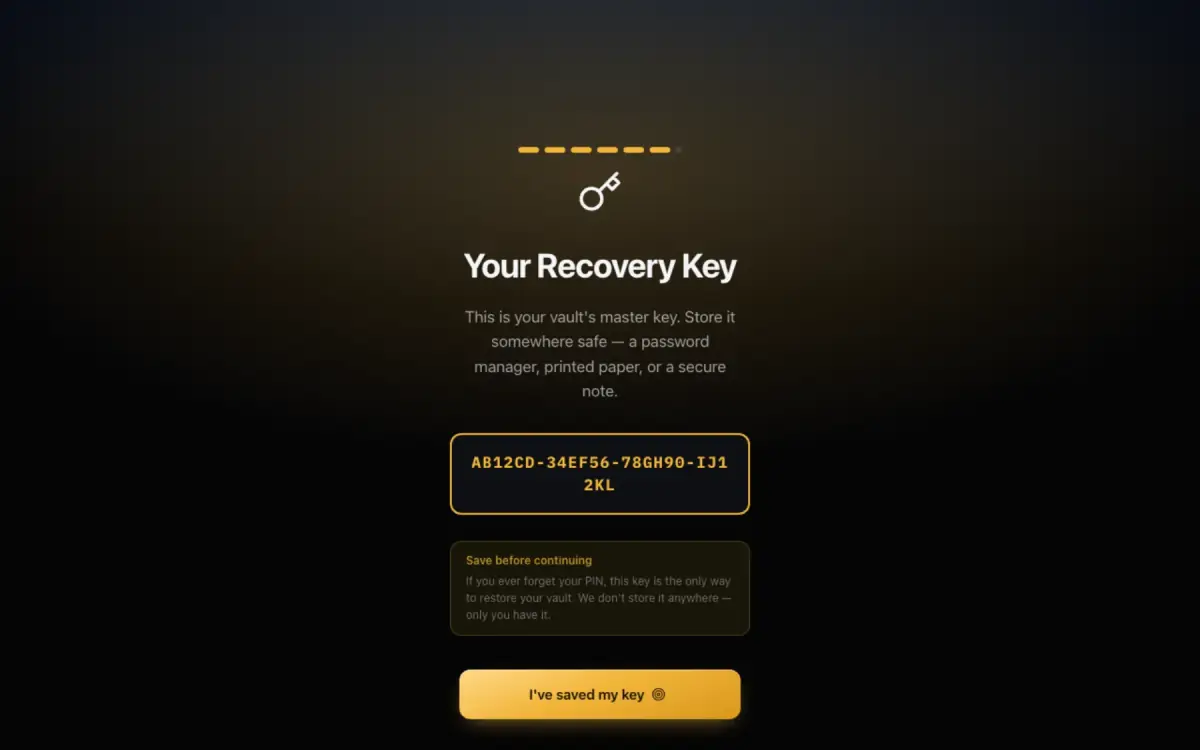 Your Recovery Key
This is your vault's master key. Store it
somewhere safe — a password
manager, printed paper, or a secure
note.
AB12CD-34EF56-78GH90-IJ1
2KL
Save before continuing
If you ever forget your PIN, this key is the only way
to restore your vault. We don't store it anywhere —
only you have it.
I've saved my key